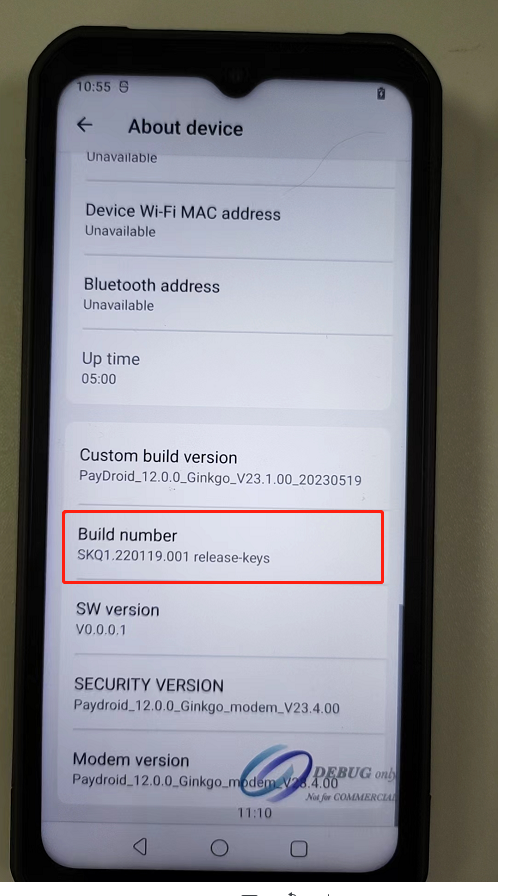 10:55
About device
Unavailable
Device Wi-Fi MAC address
Unavailable
Bluetooth address
Unavailable
Up time
05:00
Custom build version
PayDroid_12.0.0_Ginkgo_V23.1.00_20230519
Build number
SKQ1.220119.001 release-keys
SW version
V0.0.0.1
SECURITY VERSION
Paydroid_12.0.0_Ginkgo_modem_V23.4.00
Modem version
Paydroid_12.0.0_Ginkgo_modem_V23.4.00
DEBUG only
Not for COMMERCIAL
11:10